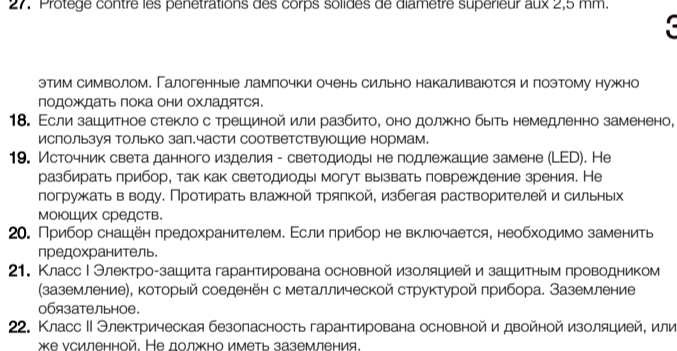 27. Protégé contre les pénétrations des corps solides de diamètre supérieur aux 2,5 mm.
этим символом. Галогенные лампочки очень сильно накаливаются и поэтому нужно
подождать пока они охладятся.
18. Если защитное стекло с трещиной или разбито, оно должно быть немедленно заменено,
используя только зап.части соответствующие нормам.
19. Источник света данного изделия - светодиоды не подлежащие замене (LED). Не
разбирать прибор, так как светодиоды могут вызвать повреждение зрения. Не
погружать в воду. Протирать влажной тряпкой, избегая растворителей и сильных
моющих средств.
20. Прибор снащён предохранителем. Если прибор не включается, необходимо заменить
предохранитель.
21. Класс I Электро-защита гарантирована основной изоляцией и защитным проводником
(заземление), который соеденён с металлической структурой прибора. Заземление
обязательное.
22. Класс II Электрическая безопасность гарантирована основной и двойной изоляцией, или
же усиленной. Не должно иметь заземления.